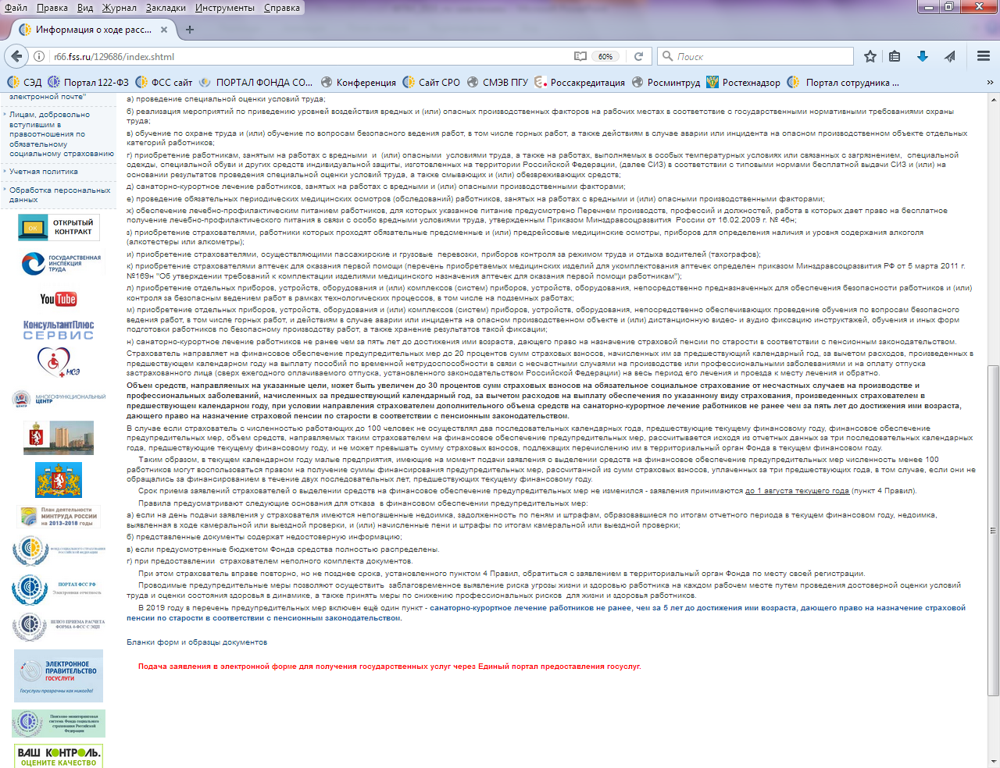 Файл Правка Вид Журнал Закладки Инструменты Справка
Информация о ходе расс...
r66.fss.ru/129686/index.shtml
60%
Поиск
СЭД Портал 122-ФЗ ФСС сайт ПОРТАЛ ФОНДА СО... Конференция Сайт СРО СМЭВ ПГУ Россаккредитация Росминтруд Ростехнадзор Портал сотрудника ...
электронной почте"
Лицам, добровольно
вступившим в
правоотношения по
обязательному
социальному страхованию
Учетная политика
Обработка персональных
данных
ОК
ОТКРЫТЫЙ
КОНТРАКТ
ГОСУДАРСТВЕННАЯ
ИНСПЕКЦИЯ
ТРУДА
YouTube
КонсультантПлюс
СЕРВИС
МСЭ
МНОГОФУНКЦИОНАЛЬНЫЙ
ЦЕНТР
План деятельности
МИНТРУДА РОССИИ
на 2013-2018 годы
ФОНД СОЦИАЛЬНОГО СТРАХОВАНИЯ
РОССИЙСКОЙ ФЕДЕРАЦИИ
ПОРТАЛ ФСС РФ
Электронная отчетность
ШЛЮЗ ПРИЕМА РАСЧЕТА
ФОРМА 4-ФСС С ЭЦП
ЭЛЕКТРОННОЕ
ПРАВИТЕЛЬСТВО
ГОСУСЛУГИ
Госуслуги прозрачны как никогда!
Поисково-мониторинговая
система Фонда социального
страхования Российской
Федерации
ВАШ КОНТРОЛЬ.
ОЦЕНИТЕ КАЧЕСТВО
а) проведение специальной оценки условий труда;
б) реализация мероприятий по приведению уровней воздействия вредных и (или) опасных производственных факторов на рабочих местах в соответствие с государственными нормативными требованиями охраны
труда;
в) обучение по охране труда и (или) обучение по вопросам безопасного ведения работ, в том числе горных работ, а также действиям в случае аварии или инцидента на опасном производственном объекте отдельных
категорий работников;
г) приобретение работникам, занятым на работах с вредными и (или) опасными условиями труда, а также на работах, выполняемых в особых температурных условиях или связанных с загрязнением, специальной
одежды, специальной обуви и других средств индивидуальной защиты, изготовленных на территории Российской Федерации, (далее СИЗ) в соответствии с типовыми нормами бесплатной выдачи СИЗ и (или) на
основании результатов проведения специальной оценки условий труда, а также смывающих и (или) обезвреживающих средств;
д) санаторно-курортное лечение работников, занятых на работах с вредными и (или) опасными производственными факторами;
е) проведение обязательных периодических медицинских осмотров (обследований) работников, занятых на работах с вредными и (или) опасными производственными факторами;
ж) обеспечение лечебно-профилактическим питанием работников, для которых указанное питание предусмотрено Перечнем производств, профессий и должностей, работа в которых дает право на бесплатное
получение лечебно-профилактического питания в связи с особо вредными условиями труда, утвержденным Приказом Минздравсоцразвития России от 16.02.2009 г. № 46н;
з) приобретение страхователями, работники которых проходят обязательные предсменные и (или) предрейсовые медицинские осмотры, приборов для определения наличия и уровня содержания алкоголя
(алкотестеры или алкометры);
и) приобретение страхователями, осуществляющими пассажирские и грузовые перевозки, приборов контроля за режимом труда и отдыха водителей (тахографов);
к) приобретение страхователями аптечек для оказания первой помощи (перечень приобретаемых медицинских изделий для укомплектования аптечек определен приказом Минздравсоцразвития РФ от 5 марта 2011 г.
№169н "Об утверждении требований к комплектации изделиями медицинского назначения аптечек для оказания первой помощи работникам");
л) приобретение отдельных приборов, устройств, оборудования и (или) комплексов (систем) приборов, устройств, оборудования, непосредственно предназначенных для обеспечения безопасности работников и (или)
контроля за безопасным ведением работ в рамках технологических процессов, в том числе на подземных работах;
м) приобретение отдельных приборов, устройств, оборудования и (или) комплексов (систем) приборов, устройств, оборудования, непосредственно обеспечивающих проведение обучения по вопросам безопасного
ведения работ, в том числе горных работ, и действиям в случае аварии или инцидента на опасном производственном объекте и (или) дистанционную видео- и аудио фиксацию инструктажей, обучения и иных форм
подготовки работников по безопасному производству работ, а также хранение результатов такой фиксации;
н) санаторно-курортное лечение работников не ранее чем за пять лет до достижения ими возраста, дающего право на назначение страховой пенсии по старости в соответствии с пенсионным законодательством.
Страхователь направляет на финансовое обеспечение предупредительных мер до 20 процентов сумм страховых взносов, начисленных им за предшествующий календарный год, за вычетом расходов, произведенных в
предшествующем календарном году на выплату пособий по временной нетрудоспособности в связи с несчастными случаями на производстве или профессиональными заболеваниями и на оплату отпуска
застрахованного лица (сверх ежегодного оплачиваемого отпуска, установленного законодательством Российской Федерации) на весь период его лечения и проезда к месту лечения и обратно.
Объем средств, направляемых на указанные цели, может быть увеличен до 30 процентов сумм страховых взносов на обязательное социальное страхование от несчастных случаев на производстве и
профессиональных заболеваний, начисленных за предшествующий календарный год, за вычетом расходов на выплату обеспечения по указанному виду страхования, произведенных страхователем в
предшествующем календарном году, при условии направления страхователем дополнительного объема средств на санаторно-курортное лечение работников не ранее чем за пять лет до достижения ими возраста,
дающего право на назначение страховой пенсии по старости в соответствии с пенсионным законодательством.
В случае если страхователь с численностью работающих до 100 человек не осуществлял два последовательных календарных года, предшествующие текущему финансовому году, финансовое обеспечение
предупредительных мер, объем средств, направляемых таким страхователем на финансовое обеспечение предупредительных мер, рассчитывается исходя из отчетных данных за три последовательных календарных
года, предшествующие текущему финансовому году, и не может превышать сумму страховых взносов, подлежащих перечислению им в территориальный орган Фонда в текущем финансовом году.
Таким образом, в текущем календарном году малые предприятия, имеющие на момент подачи заявления о выделении средств на финансовое обеспечение предупредительных мер численность менее 100
работников могут воспользоваться правом на получение суммы финансирования предупредительных мер, рассчитанной из сумм страховых взносов, уплаченных за три предшествующих года, в том случае, если они не
обращались за финансированием в течение двух последовательных лет, предшествующих текущему финансовому году.
Срок приема заявлений страхователей о выделении средств на финансовое обеспечение предупредительных мер не изменился - заявления принимаются до 1 августа текущего года (пункт 4 Правил).
Правила предусматривают следующие основания для отказа в финансовом обеспечении предупредительных мер:
а) если на день подачи заявления у страхователя имеются непогашенные недоимка, задолженность по пеням и штрафам, образовавшиеся по итогам отчетного периода в текущем финансовом году, недоимка,
выявленная в ходе камеральной или выездной проверки, и (или) начисленные пени и штрафы по итогам камеральной или выездной проверки;
б) представленные документы содержат недостоверную информацию;
в) если предусмотренные бюджетом Фонда средства полностью распределены.
г) при предоставлении страхователем неполного комплекта документов.
При этом страхователь вправе повторно, но не позднее срока, установленного пунктом 4 Правил, обратиться с заявлением в территориальный орган Фонда по месту своей регистрации.
Проводимые предупредительные меры позволяют осуществить заблаговременное выявление риска угрозы жизни и здоровью работника на каждом рабочем месте путем проведения достоверной оценки условий
труда и оценки состояния здоровья в динамике, а также принять меры по снижению профессиональных рисков для жизни и здоровья работников.
В 2019 году в перечень предупредительных мер включен ещё один пункт - санаторно-курортное лечение работников не ранее, чем за 5 лет до достижения ими возраста, дающего право на назначение страховой
пенсии по старости в соответствии с пенсионным законодательством.
Бланки форм и образцы документов
Подача заявления в электронной форме для получения государственных услуг через Единый портал предоставления госуслуг.